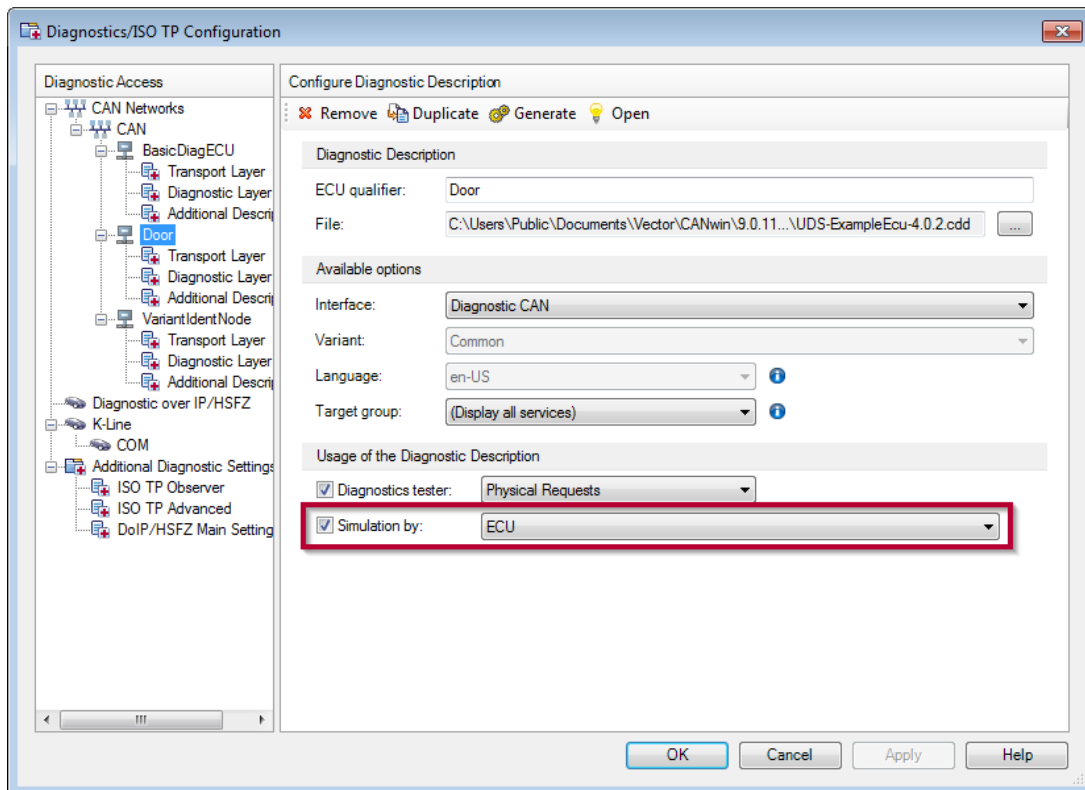 Diagnostics/ISO TP Configuration
Diagnostic Access
CAN Networks
CAN
BasicDiagECU
Transport Layer
Diagnostic Layer
Additional Descri
Door
Transport Layer
Diagnostic Layer
Additional Descri
VariantIdentNode
Transport Layer
Diagnostic Layer
Additional Descri
Diagnostic over IP/HSFZ
K-Line
COM
Additional Diagnostic Settings
ISO TP Observer
ISO TP Advanced
DoIP/HSFZ Main Setting
Configure Diagnostic Description
Remove Duplicate Generate Open
Diagnostic Description
ECU qualifier: Door
File: C:\Users\Public\Documents\Vector\CANwin\9.0.11...\UDS-ExampleEcu-4.0.2.cdd ...
Available options
Interface: Diagnostic CAN
Variant: Common
Language: en-US
Target group: (Display all services)
Usage of the Diagnostic Description
Diagnostics tester: Physical Requests
Simulation by: ECU
OK Cancel Apply Help